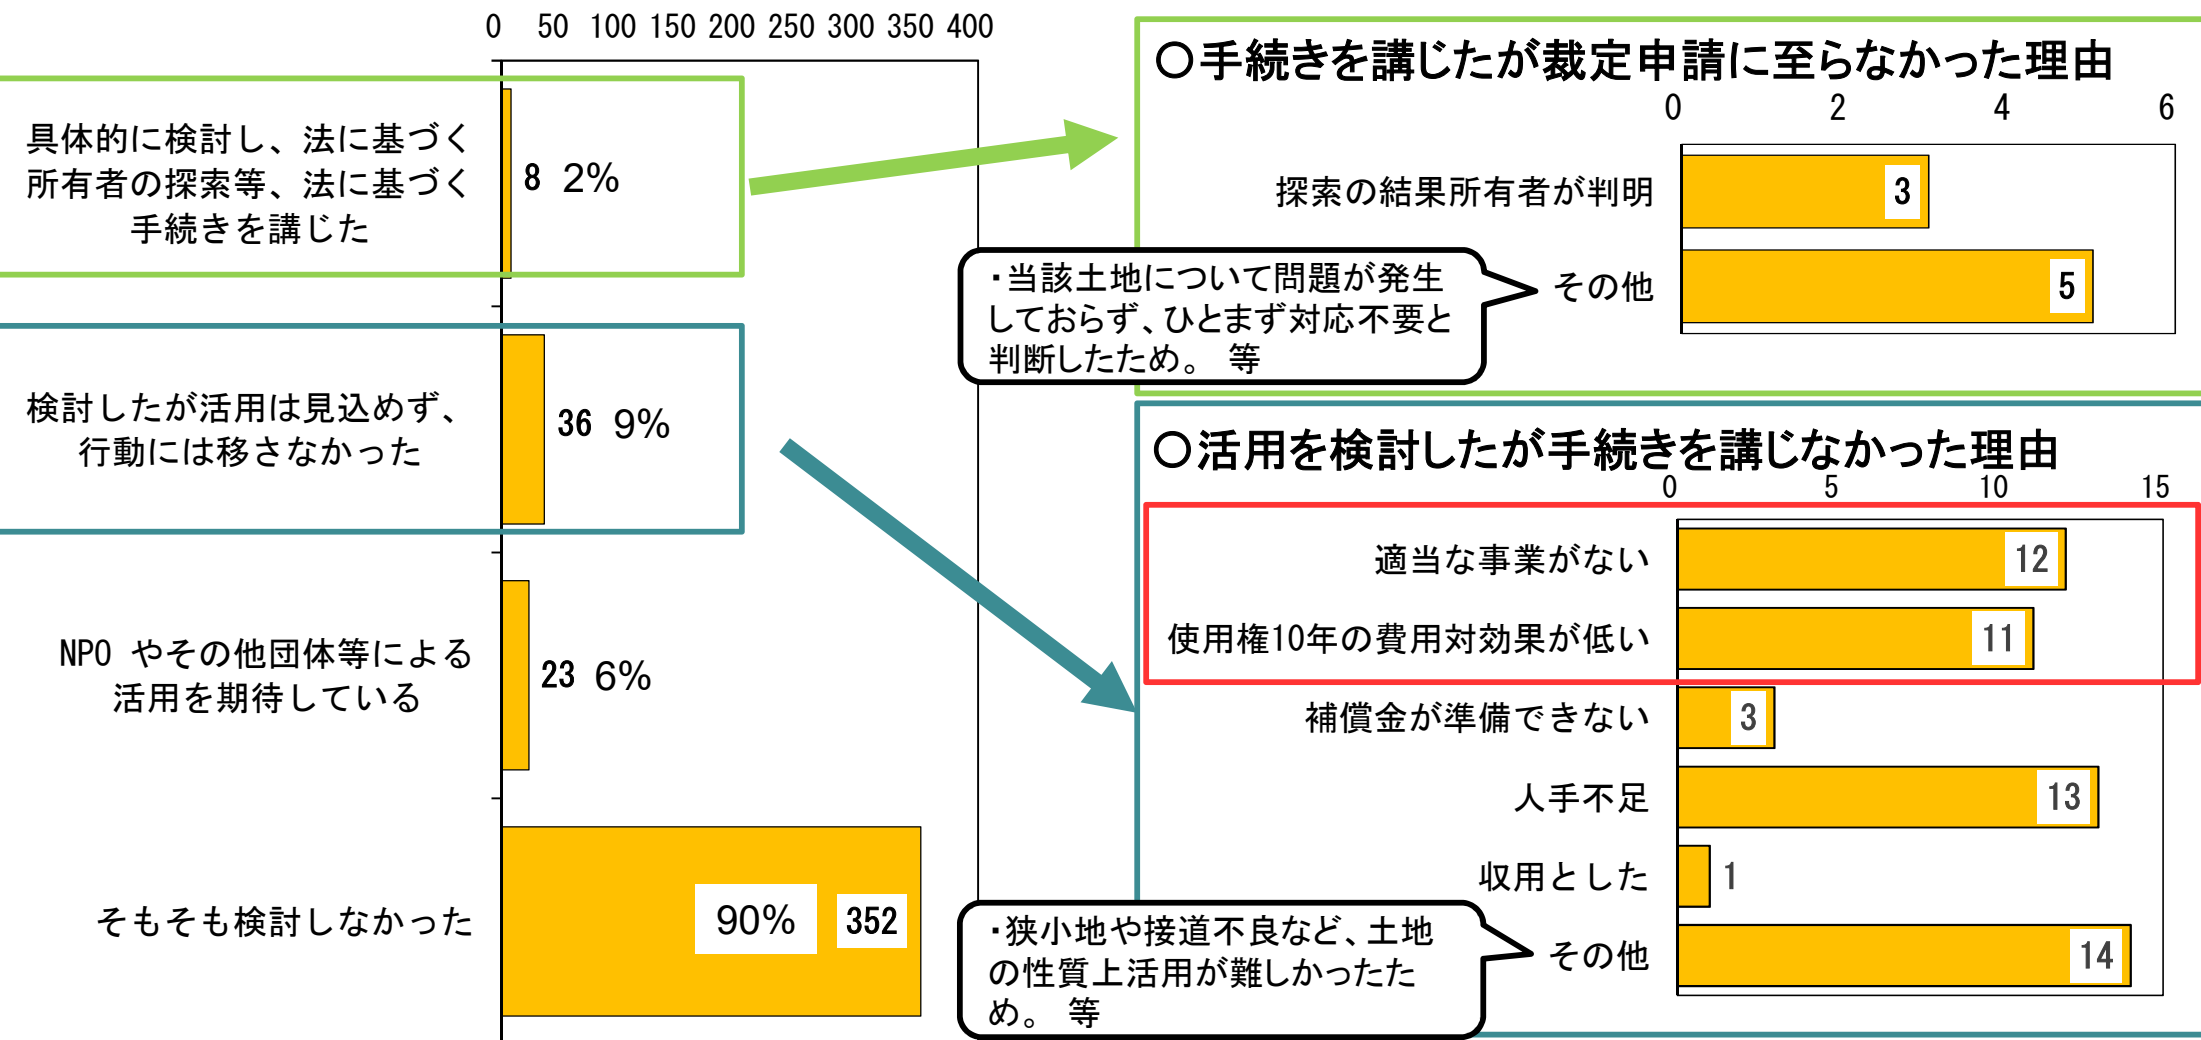 0 50 100 150 200 250 300 350 400
具体的に検討し、法に基づく
所有者の探索等、法に基づく
手続きを講じた
8 2%
検討したが活用は見込めず、
行動には移さなかった
36 9%
NPO やその他団体等による
活用を期待している
23 6%
そもそも検討しなかった
90% 352
〇手続きを講じたが裁定申請に至らなかった理由
0 2 4 6
探索の結果所有者が判明
3
その他
5
・当該土地について問題が発生
しておらず、ひとまず対応不要と
判断したため。 等
〇活用を検討したが手続きを講じなかった理由
0 5 10 15
適当な事業がない
12
使用権10年の費用対効果が低い
11
補償金が準備できない
3
人手不足
13
収用とした
1
その他
14
・狭小地や接道不良など、土地
の性質上活用が難しかったた
め。 等